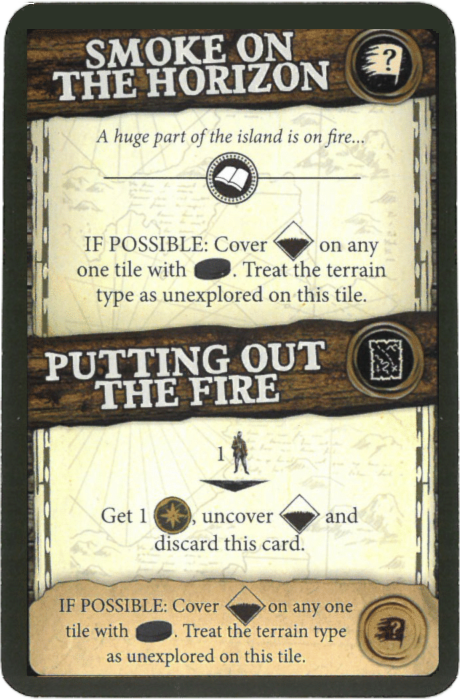 SMOKE ON
THE HORIZON
?
A huge part of the island is on fire...
IF POSSIBLE: Cover on any
one tile with . Treat the terrain
type as unexplored on this tile.
PUTTING OUT
THE FIRE
1
Get 1 , uncover and
discard this card.
IF POSSIBLE: Cover on any one
tile with . Treat the terrain type
as unexplored on this tile.
?